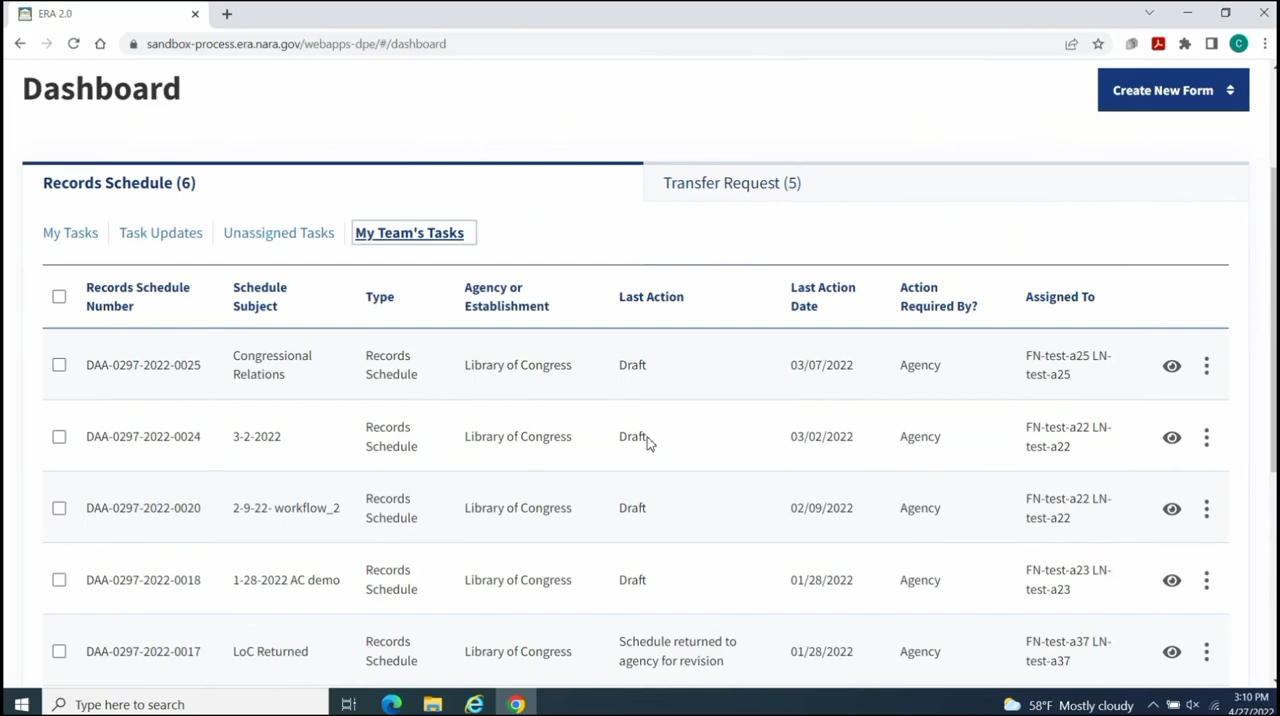 ERA 2.0
sandbox-process.era.nara.gov/webapps-dpe/#/dashboard
C
Dashboard
Create New Form
Records Schedule (6)
Transfer Request (5)
My Tasks
Task Updates
Unassigned Tasks
My Team's Tasks
Records Schedule
Number
Schedule
Subject
Type
Agency or
Establishment
Last Action
Last Action
Date
Action
Required By?
Assigned To
DAA-0297-2022-0025
Congressional
Relations
Records
Schedule
Library of Congress
Draft
03/07/2022
Agency
FN-test-a25 LN-
test-a25
DAA-0297-2022-0024
3-2-2022
Records
Schedule
Library of Congress
Draft
03/02/2022
Agency
FN-test-a22 LN-
test-a22
DAA-0297-2022-0020
2-9-22- workflow_2
Records
Schedule
Library of Congress
Draft
02/09/2022
Agency
FN-test-a22 LN-
test-a22
DAA-0297-2022-0018
1-28-2022 AC demo
Records
Schedule
Library of Congress
Draft
01/28/2022
Agency
FN-test-a23 LN-
test-a23
DAA-0297-2022-0017
LoC Returned
Records
Schedule
Library of Congress
Schedule returned to
agency for revision
01/28/2022
Agency
FN-test-a37 LN-
test-a37
Type here to search
58°F Mostly cloudy
3:10 PM
4/27/2022